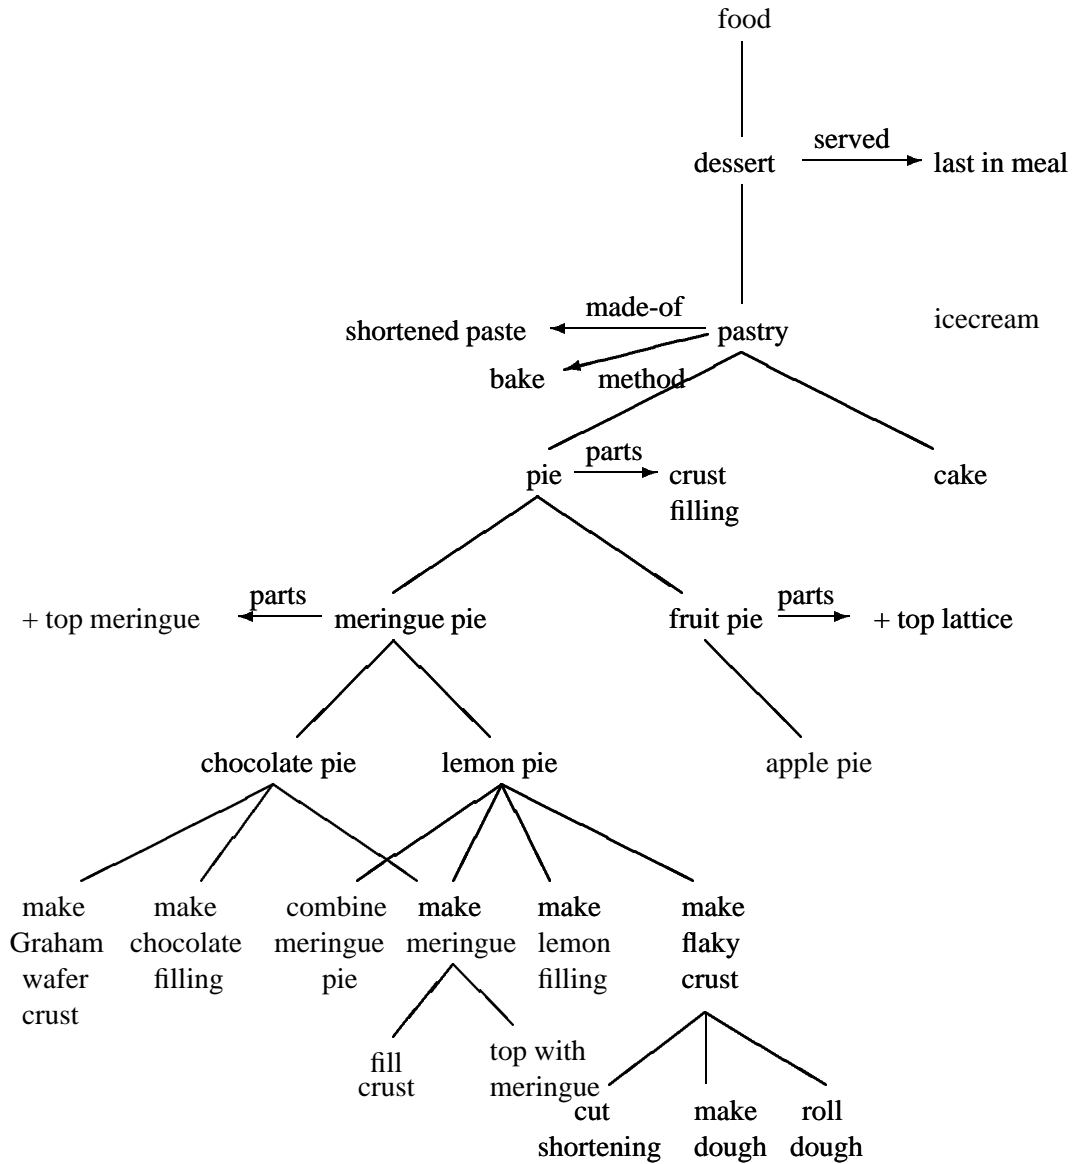 food
served
dessert
last in meal
made-of
icecream
shortened paste
pastry
bake
method
parts
pie
crust
cake
filling
parts
parts
+ top meringue
meringue pie
fruit pie
+ top lattice
chocolate pie
lemon pie
apple pie
make
Graham
wafer
crust
make
chocolate
filling
combine
meringue
pie
make
meringue
make
lemon
filling
make
flaky
crust
fill
crust
top with
meringue
cut
shortening
make
dough
roll
dough